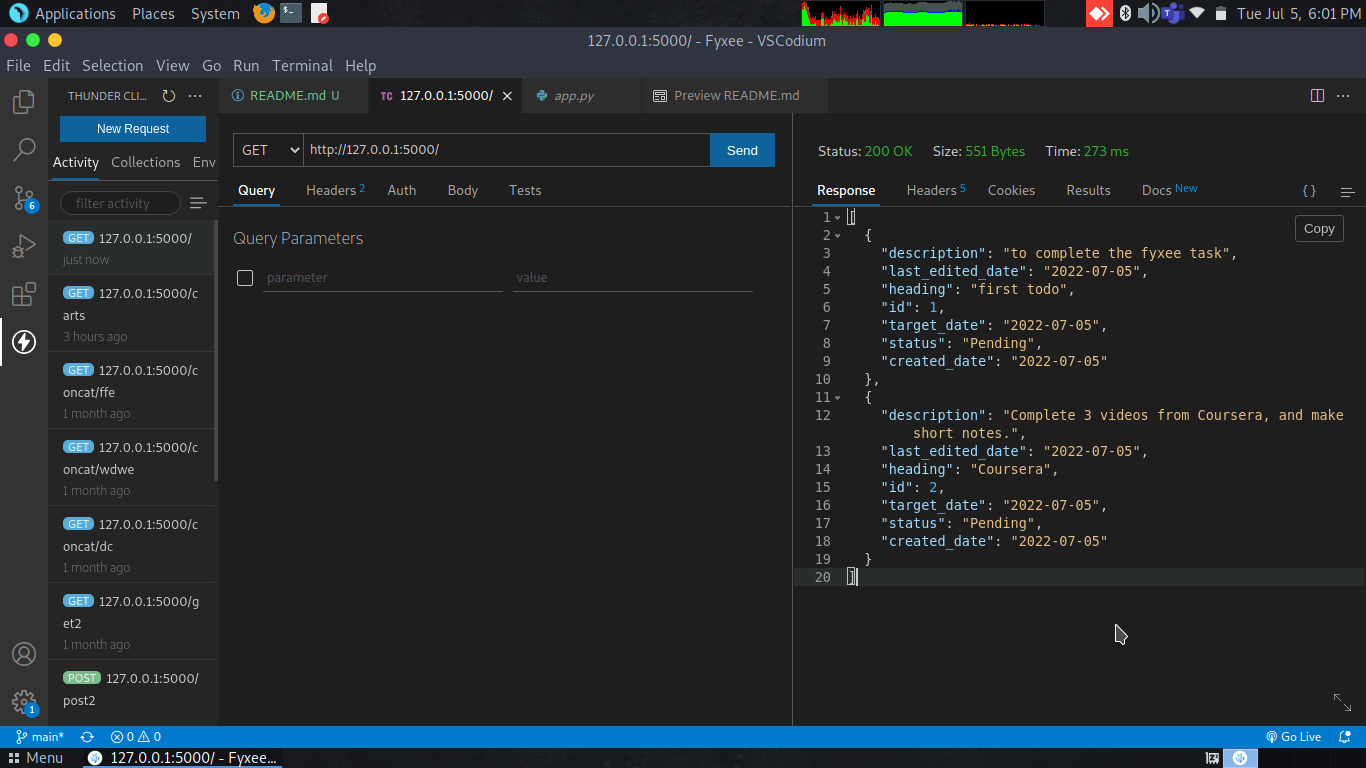 Applications Places System Tue Jul 5, 6:01 PM
127.0.0.1:5000/ - Fyxee - VSCodium
File Edit Selection View Go Run Terminal Help
THUNDER CLI... ···
README.md U
TC 127.0.0.1:5000/
app.py
Preview README.md
···
New Request
Activity Collections Env
filter activity
GET 127.0.0.1:5000/
just now
GET 127.0.0.1:5000/c
arts
3 hours ago
GET 127.0.0.1:5000/c
oncat/ffe
1 month ago
GET 127.0.0.1:5000/c
oncat/wdwe
1 month ago
GET 127.0.0.1:5000/c
oncat/dc
1 month ago
GET 127.0.0.1:5000/g
et2
1 month ago
POST 127.0.0.1:5000/
post2
6
1
GET http://127.0.0.1:5000/ Send
Query Headers 2 Auth Body Tests
Query Parameters
parameter value
Status: 200 OK Size: 551 Bytes Time: 273 ms
Response Headers 5 Cookies Results Docs New { }
Copy
1 [
2 {
3 "description": "to complete the fyxee task",
4 "last_edited_date": "2022-07-05",
5 "heading": "first todo",
6 "id": 1,
7 "target_date": "2022-07-05",
8 "status": "Pending",
9 "created_date": "2022-07-05"
10 },
11 {
12 "description": "Complete 3 videos from Coursera, and make
short notes.",
13 "last_edited_date": "2022-07-05",
14 "heading": "Coursera",
15 "id": 2,
16 "target_date": "2022-07-05",
17 "status": "Pending",
18 "created_date": "2022-07-05"
19 }
20 ]
main* 0 0 Go Live
Menu 127.0.0.1:5000/ - Fyxee...